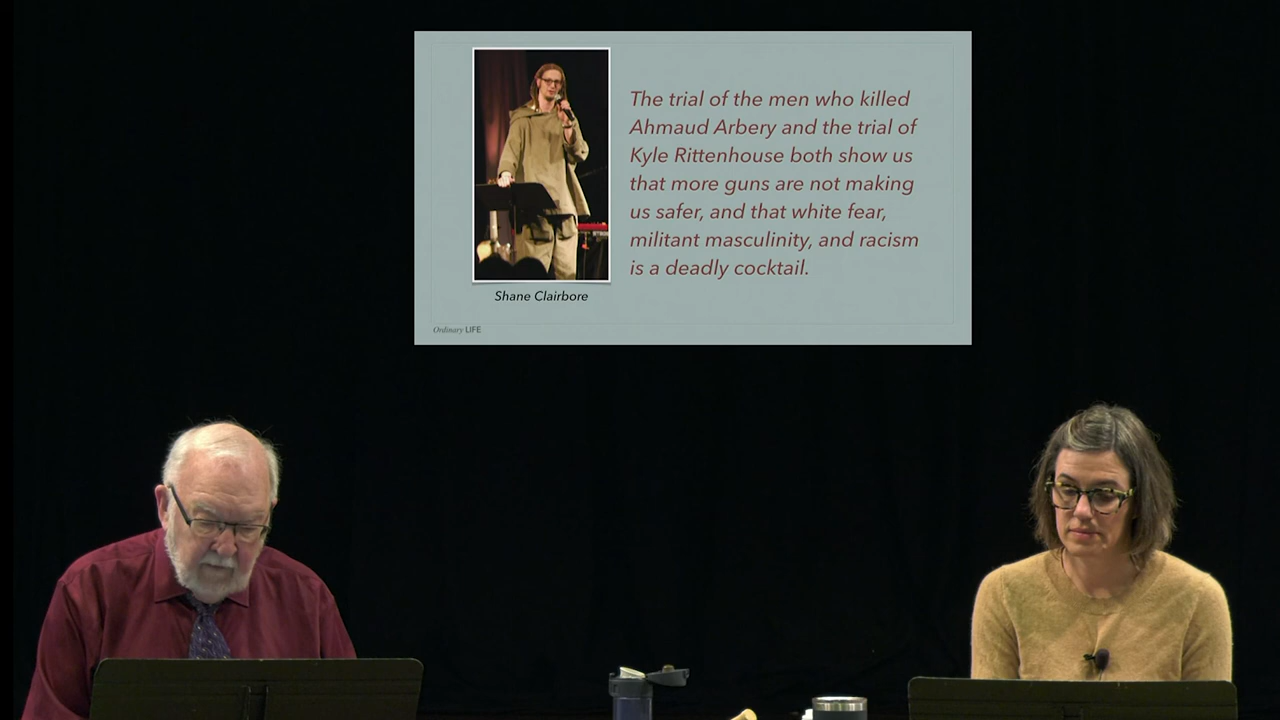 The trial of the men who killed
Ahmaud Arbery and the trial of
Kyle Rittenhouse both show us
that more guns are not making
us safer, and that white fear,
militant masculinity, and racism
is a deadly cocktail.
Shane Clairbore
Ordinary LIFE